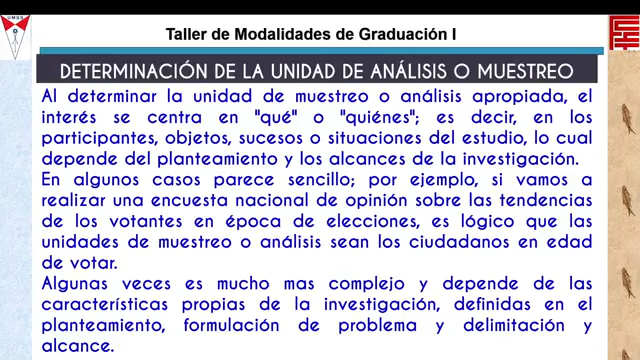 UMSS
Taller de Modalidades de Graduación I
DETERMINACIÓN DE LA UNIDAD DE ANÁLISIS O MUESTREO
Al determinar la unidad de muestreo o análisis apropiada, el
interés se centra en "qué" o "quiénes"; es decir, en los
participantes, objetos, sucesos o situaciones del estudio, lo cual
depende del planteamiento y los alcances de la investigación.
En algunos casos parece sencillo; por ejemplo, si vamos a
realizar una encuesta nacional de opinión sobre las tendencias
de los votantes en época de elecciones, es lógico que las
unidades de muestreo o análisis sean los ciudadanos en edad
de votar.
Algunas veces es mucho mas complejo y depende de las
características propias de la investigación, definidas en el
planteamiento, formulación de problema y delimitación y
alcance.